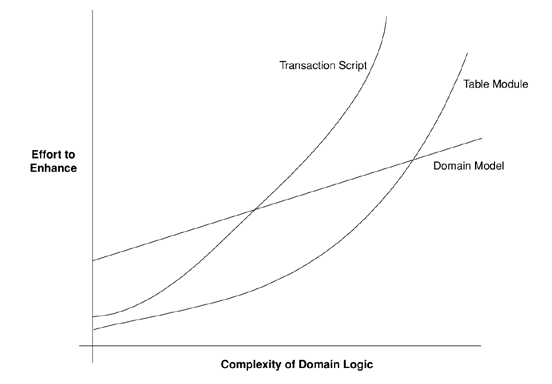 Transaction Script
Table Module
Effort to
Enhance
Domain Model
Complexity of Domain Logic